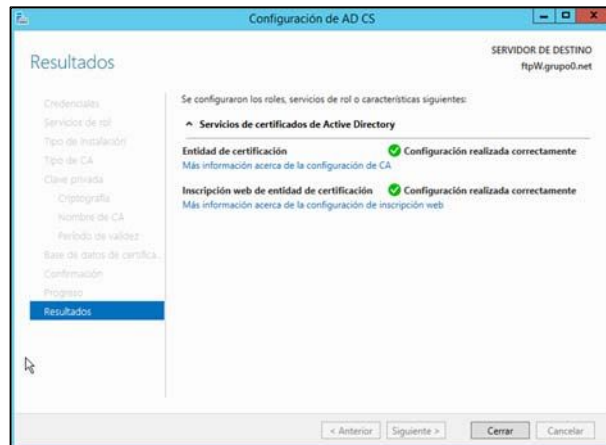 Configuración de AD CS
SERVIDOR DE DESTINO
ftpW.grupo0.net
Resultados
Credenciales
Servicios de rol
Tipo de instalación
Tipo de CA
Clave privada
Criptografía
Nombre de CA
Período de validez
Base de datos de certifica...
Confirmación
Progreso
Resultados
Se configuraron los roles, servicios de rol o características siguientes:
Servicios de certificados de Active Directory
Entidad de certificación Configuración realizada correctamente
Más información acerca de la configuración de CA
Inscripción web de entidad de certificación Configuración realizada correctamente
Más información acerca de la configuración de inscripción web
< Anterior Siguiente > Cerrar Cancelar